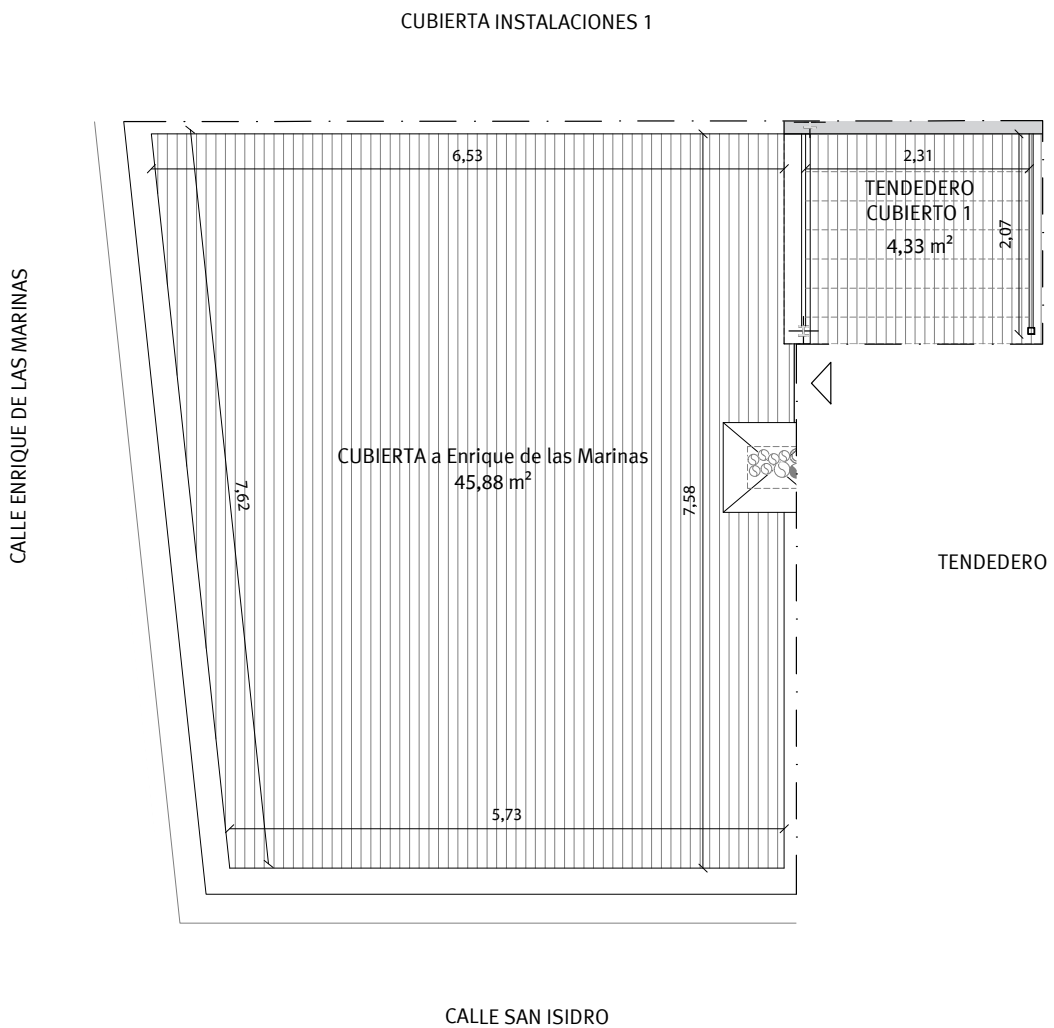 CUBIERTA INSTALACIONES 1
6,53
2,31
TENDEDERO
CUBIERTO 1
4,33 m²
2,07
CALLE ENRIQUE DE LAS MARINAS
CUBIERTA a Enrique de las Marinas
45,88 m²
7,62
7,58
TENDEDERO
5,73
CALLE SAN ISIDRO